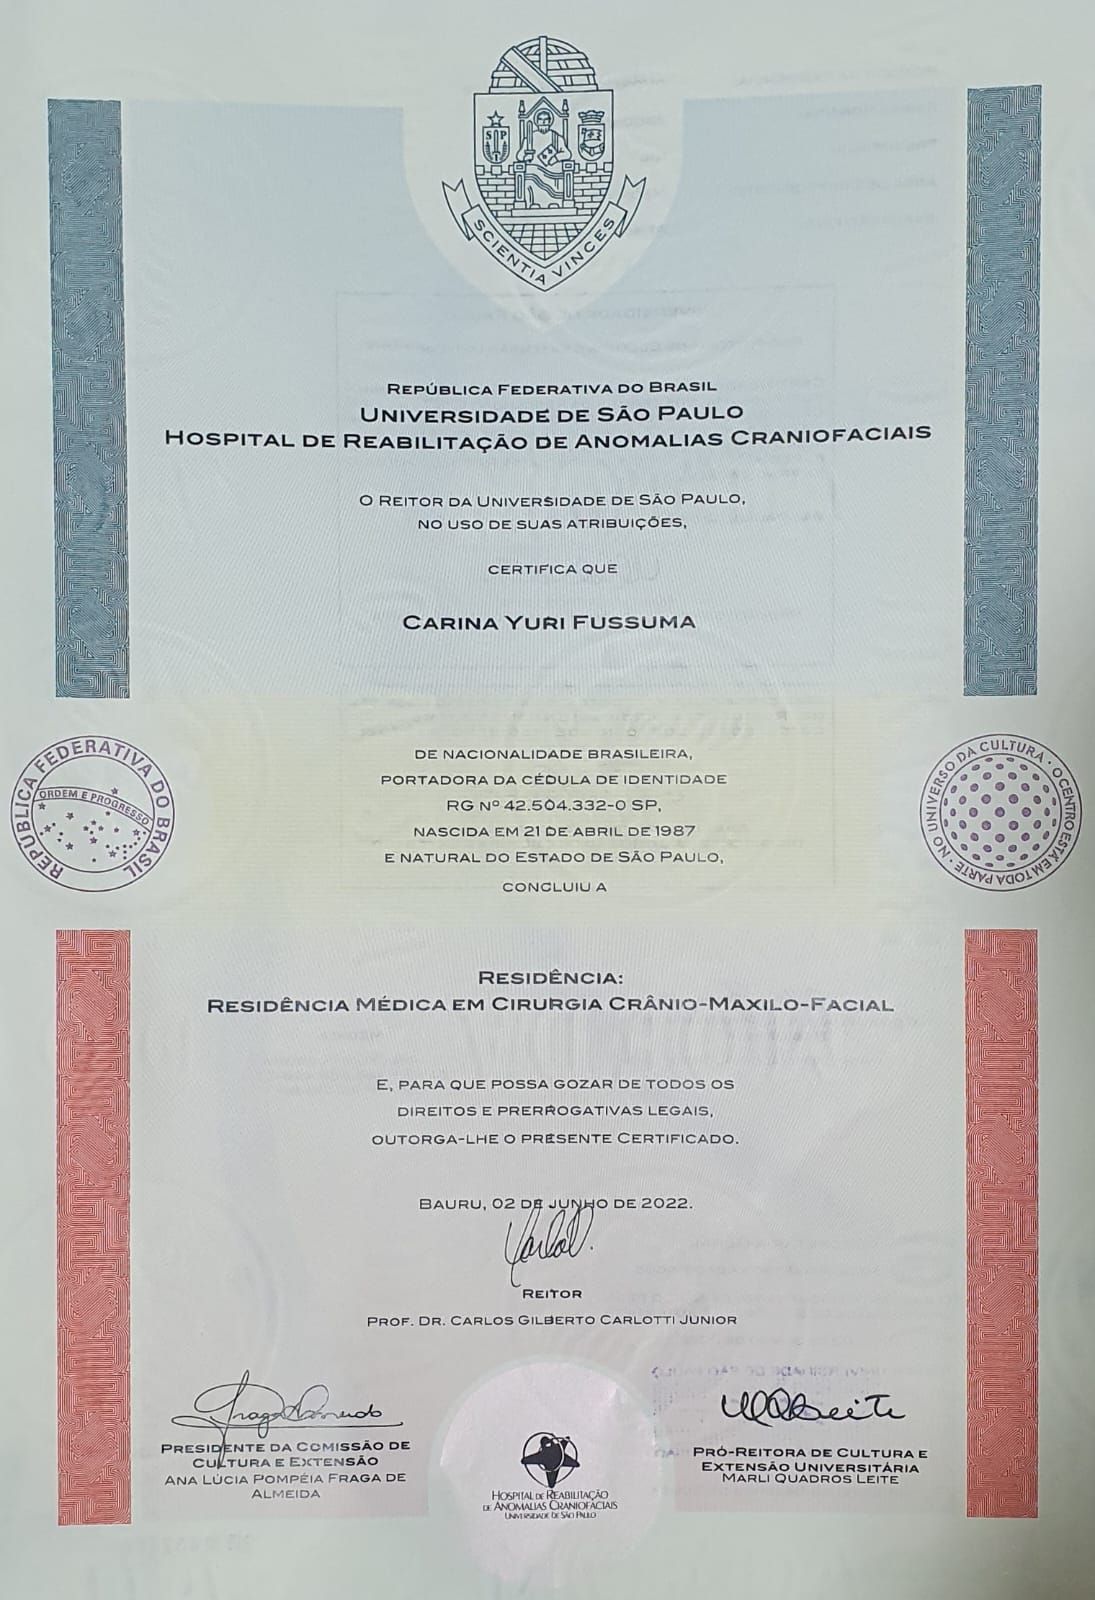 S P
SCIENTIA VINCES
REPÚBLICA FEDERATIVA DO BRASIL
UNIVERSIDADE DE SÃO PAULO
HOSPITAL DE REABILITAÇÃO DE ANOMALIAS CRANIOFACIAIS
O REITOR DA UNIVERSIDADE DE SÃO PAULO,
NO USO DE SUAS ATRIBUIÇÕES,
CERTIFICA QUE
CARINA YURI FUSSUMA
DE NACIONALIDADE BRASILEIRA,
PORTADORA DA CÉDULA DE IDENTIDADE
RG Nº 42.504.332-0 SP,
NASCIDA EM 21 DE ABRIL DE 1987
E NATURAL DO ESTADO DE SÃO PAULO,
CONCLUIU A
REPÚBLICA FEDERATIVA DO BRASIL
ORDEM E PROGRESSO
NO UNIVERSO DA CULTURA · O CENTRO ESTÁ EM TODA PARTE ·
RESIDÊNCIA:
RESIDÊNCIA MÉDICA EM CIRURGIA CRÂNIO-MAXILO-FACIAL
E, PARA QUE POSSA GOZAR DE TODOS OS
DIREITOS E PRERROGATIVAS LEGAIS,
OUTORGA-LHE O PRESENTE CERTIFICADO.
BAURU, 02 DE JUNHO DE 2022.
REITOR
PROF. DR. CARLOS GILBERTO CARLOTTI JUNIOR
PRESIDENTE DA COMISSÃO DE
CULTURA E EXTENSÃO
ANA LÚCIA POMPÉIA FRAGA DE
ALMEIDA
HOSPITAL DE REABILITAÇÃO
DE ANOMALIAS CRANIOFACIAIS
UNIVERSIDADE DE SÃO PAULO
PRÓ-REITORA DE CULTURA E
EXTENSÃO UNIVERSITÁRIA
MARLI QUADROS LEITE